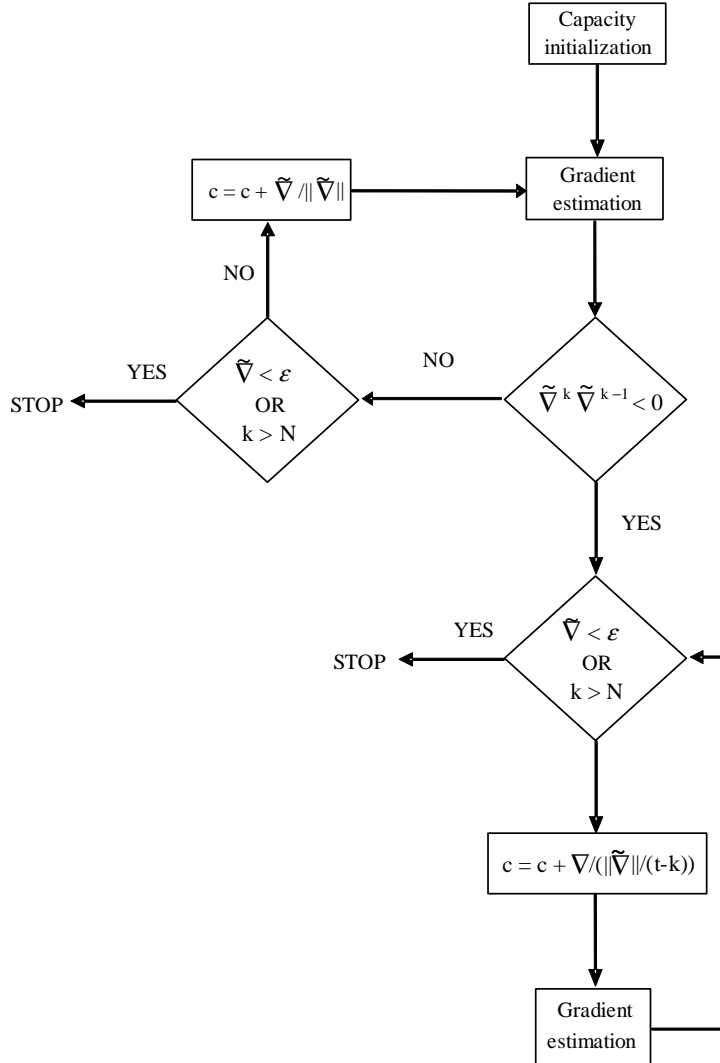 Capacity
initialization
c = c + ∇̃ /|| ∇̃ ||
Gradient
estimation
NO
YES
STOP
∇̃ < ε
OR
k > N
NO
∇̃ ᵏ ∇̃ ᵏ⁻¹ < 0
YES
YES
STOP
∇̃ < ε
OR
k > N
c = c + ∇/(||∇̃||/(t-k))
Gradient
estimation